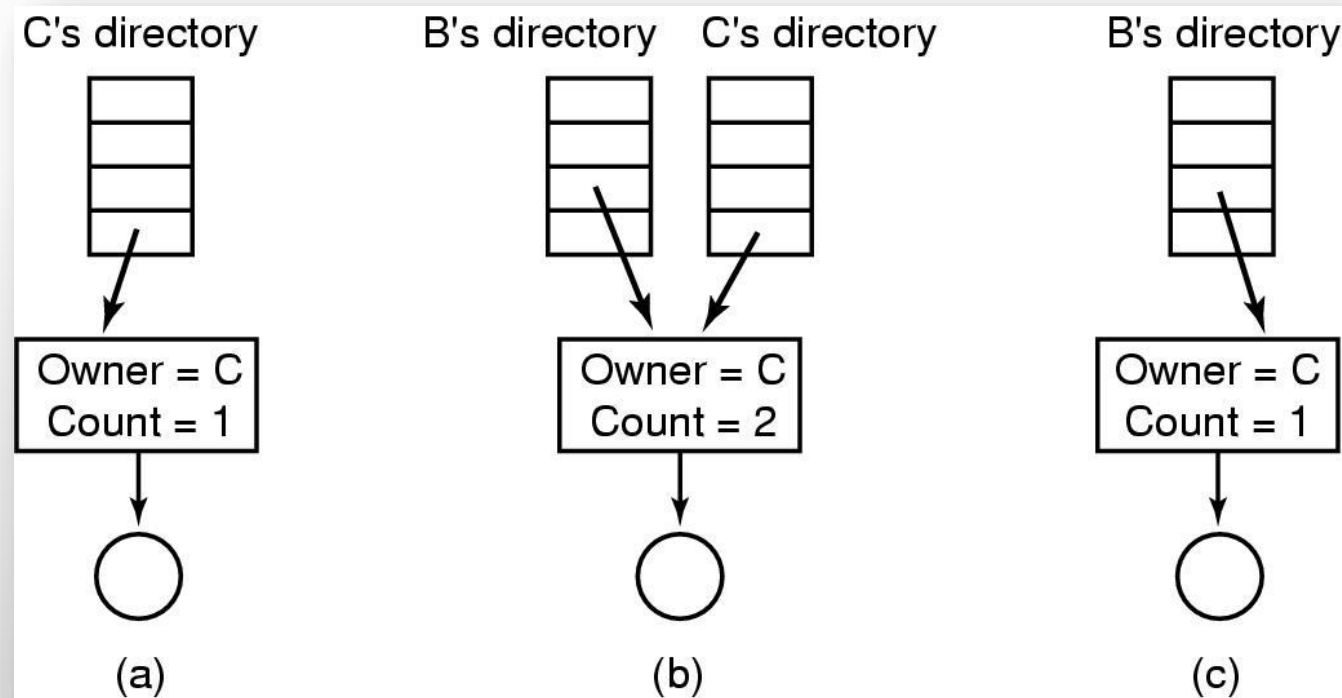 C's directory
B's directory
C's directory
B's directory
Owner = C
Count = 1
Owner = C
Count = 2
Owner = C
Count = 1
(a)
(b)
(c)